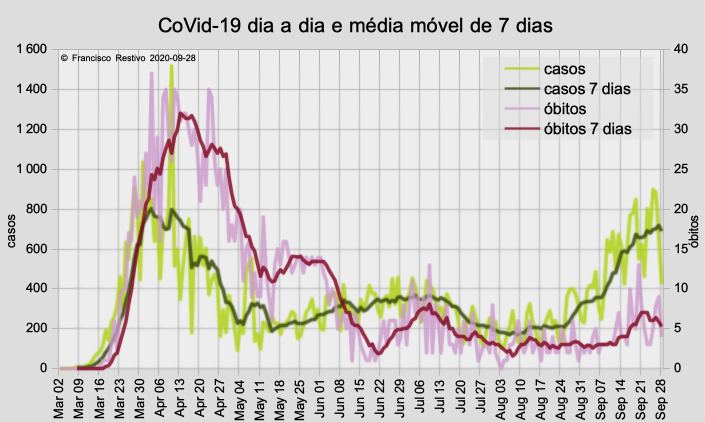 CoVid-19 dia a dia e média móvel de 7 dias
© Francisco Restivo 2020-09-28
casos
casos 7 dias
óbitos
óbitos 7 dias
1 600
1 400
1 200
1 000
800
600
400
200
0
casos
40
35
30
25
20
15
10
5
0
óbitos
Mar 02
Mar 09
Mar 16
Mar 23
Mar 30
Apr 06
Apr 13
Apr 20
Apr 27
May 04
May 11
May 18
May 25
Jun 01
Jun 08
Jun 15
Jun 22
Jun 29
Jul 06
Jul 13
Jul 20
Jul 27
Aug 03
Aug 10
Aug 17
Aug 24
Aug 31
Sep 07
Sep 14
Sep 21
Sep 28